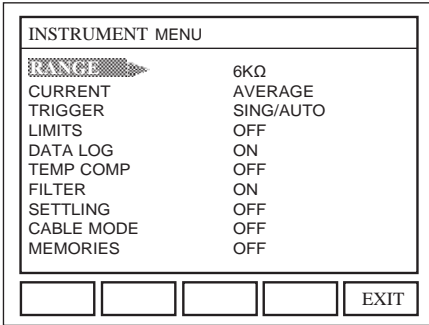 INSTRUMENT MENU
RANGE 6KΩ
CURRENT AVERAGE
TRIGGER SING/AUTO
LIMITS OFF
DATA LOG ON
TEMP COMP OFF
FILTER ON
SETTLING OFF
CABLE MODE OFF
MEMORIES OFF
EXIT